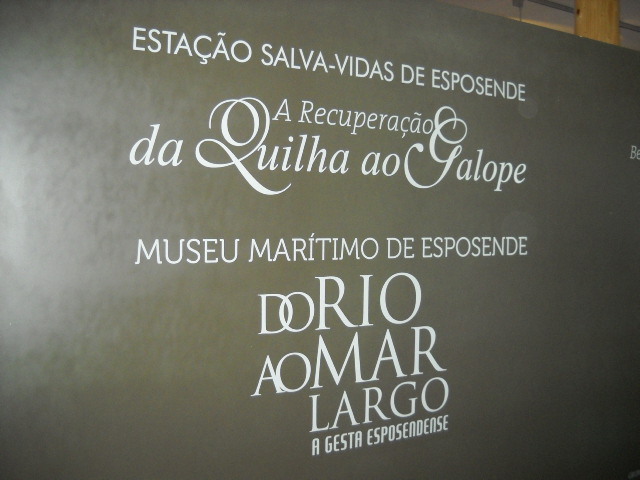 ESTAÇÃO SALVA-VIDAS DE ESPOSENDE
A Recuperação
da Quilha ao Galope
MUSEU MARÍTIMO DE ESPOSENDE
DO RIO
AO MAR
LARGO
A GESTA ESPOSENDENSE